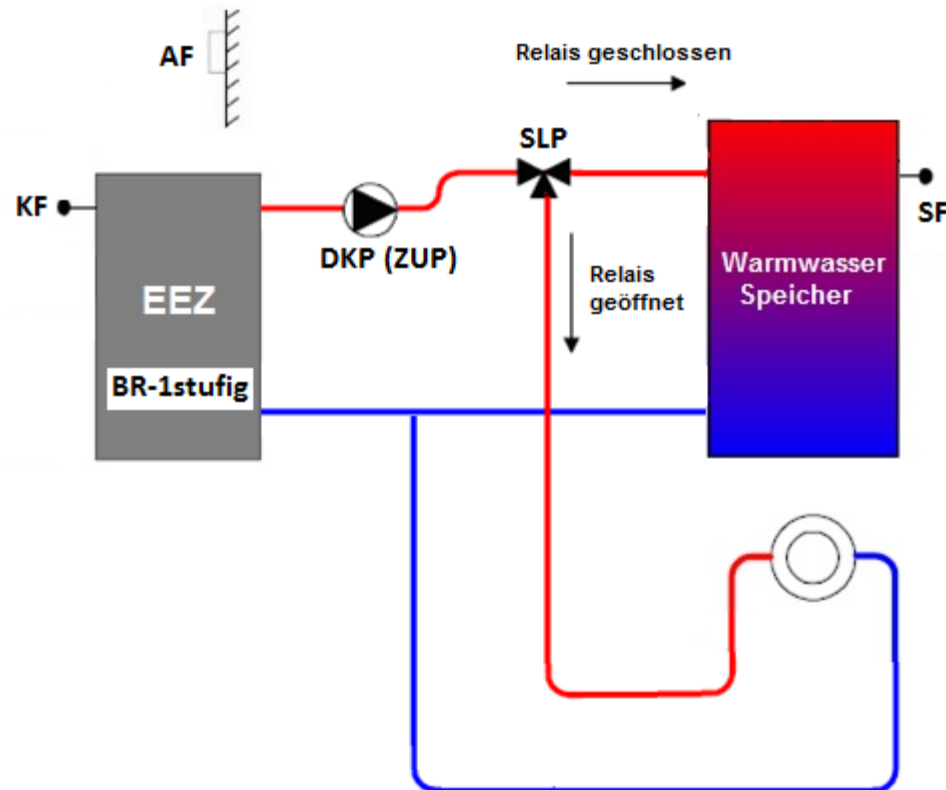 AF
Relais geschlossen
SLP
KF
SF
DKP (ZUP)
EEZ
Relais
geöffnet
Warmwasser
Speicher
BR-1stufig